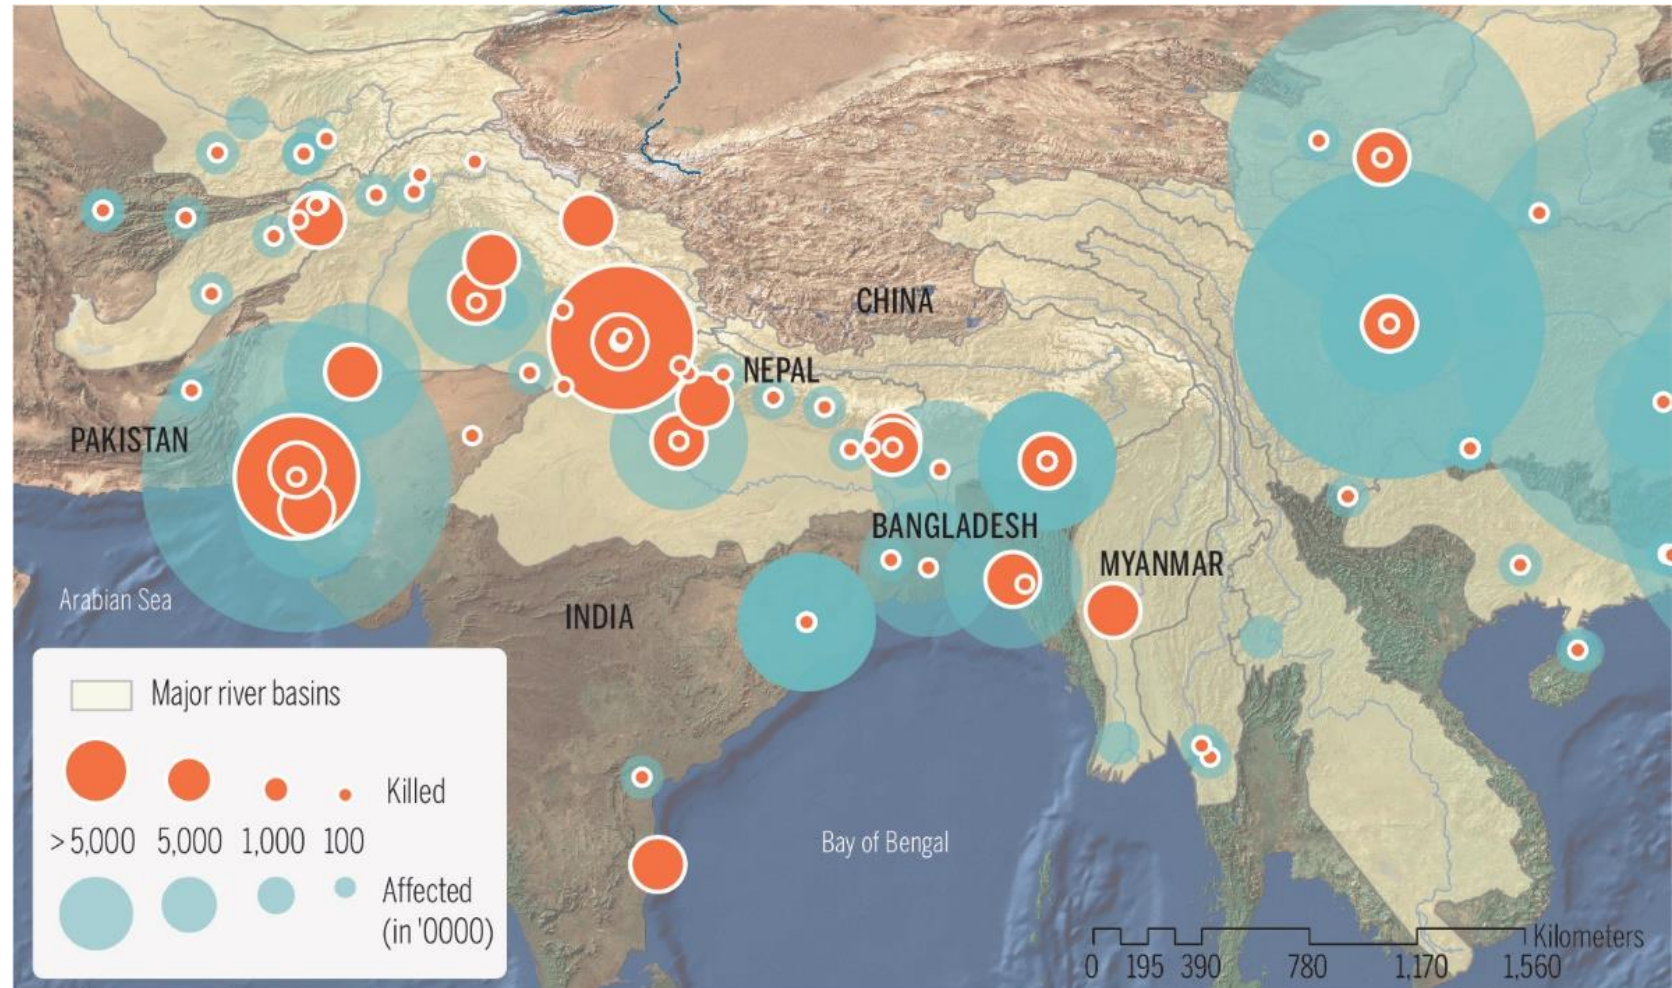 CHINA
NEPAL
PAKISTAN
BANGLADESH
MYANMAR
Arabian Sea
INDIA
Major river basins
Killed
> 5,000 5,000 1,000 100
Affected
(in '0000)
Bay of Bengal
Kilometers
0 195 390 780 1,170 1,560